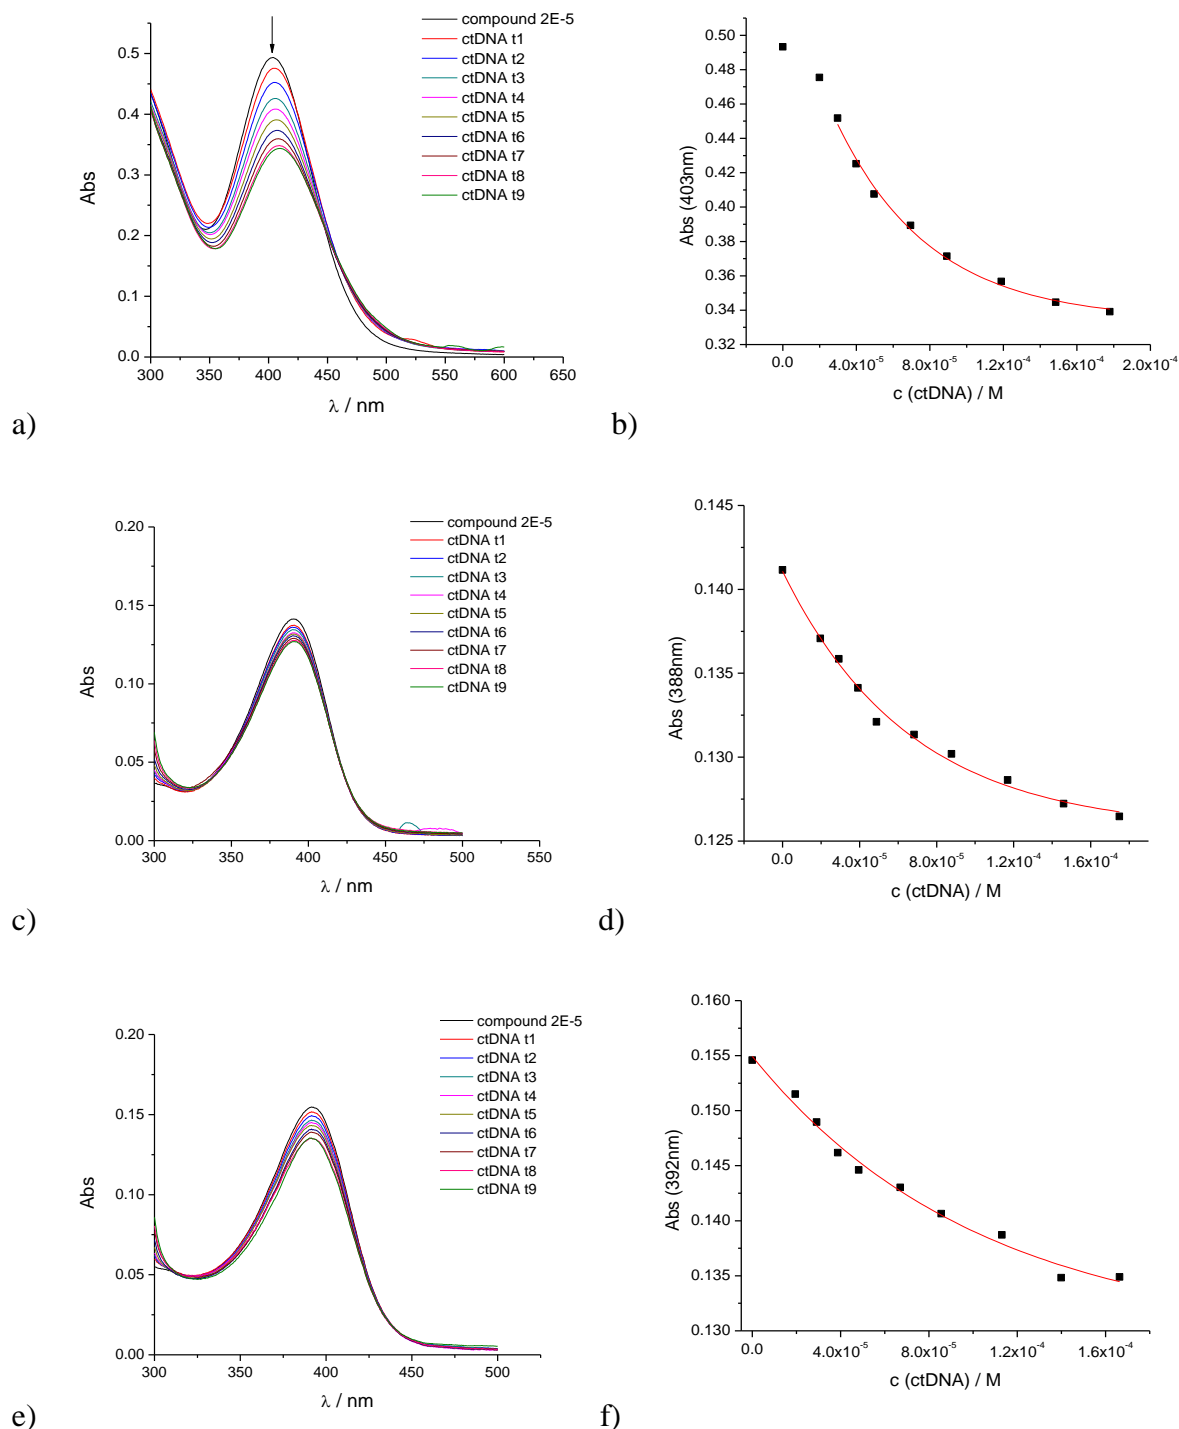 compound 2E-5
ctDNA t1
ctDNA t2
ctDNA t3
ctDNA t4
ctDNA t5
ctDNA t6
ctDNA t7
ctDNA t8
ctDNA t9
0.5
0.4
0.3
0.2
0.1
0.0
Abs
300 350 400 450 500 550 600 650
λ / nm
a)
0.50
0.48
0.46
0.44
0.42
0.40
0.38
0.36
0.34
0.32
Abs (403nm)
0.0 4.0x10⁻⁵ 8.0x10⁻⁵ 1.2x10⁻⁴ 1.6x10⁻⁴ 2.0x10⁻⁴
c (ctDNA) / M
b)
compound 2E-5
ctDNA t1
ctDNA t2
ctDNA t3
ctDNA t4
ctDNA t5
ctDNA t6
ctDNA t7
ctDNA t8
ctDNA t9
0.20
0.15
0.10
0.05
0.00
Abs
300 350 400 450 500 550
λ / nm
c)
0.145
0.140
0.135
0.130
0.125
Abs (388nm)
0.0 4.0x10⁻⁵ 8.0x10⁻⁵ 1.2x10⁻⁴ 1.6x10⁻⁴
c (ctDNA) / M
d)
compound 2E-5
ctDNA t1
ctDNA t2
ctDNA t3
ctDNA t4
ctDNA t5
ctDNA t6
ctDNA t7
ctDNA t8
ctDNA t9
0.20
0.15
0.10
0.05
0.00
Abs
300 350 400 450 500
λ / nm
e)
0.160
0.155
0.150
0.145
0.140
0.135
0.130
Abs (392nm)
0.0 4.0x10⁻⁵ 8.0x10⁻⁵ 1.2x10⁻⁴ 1.6x10⁻⁴
c (ctDNA) / M
f)